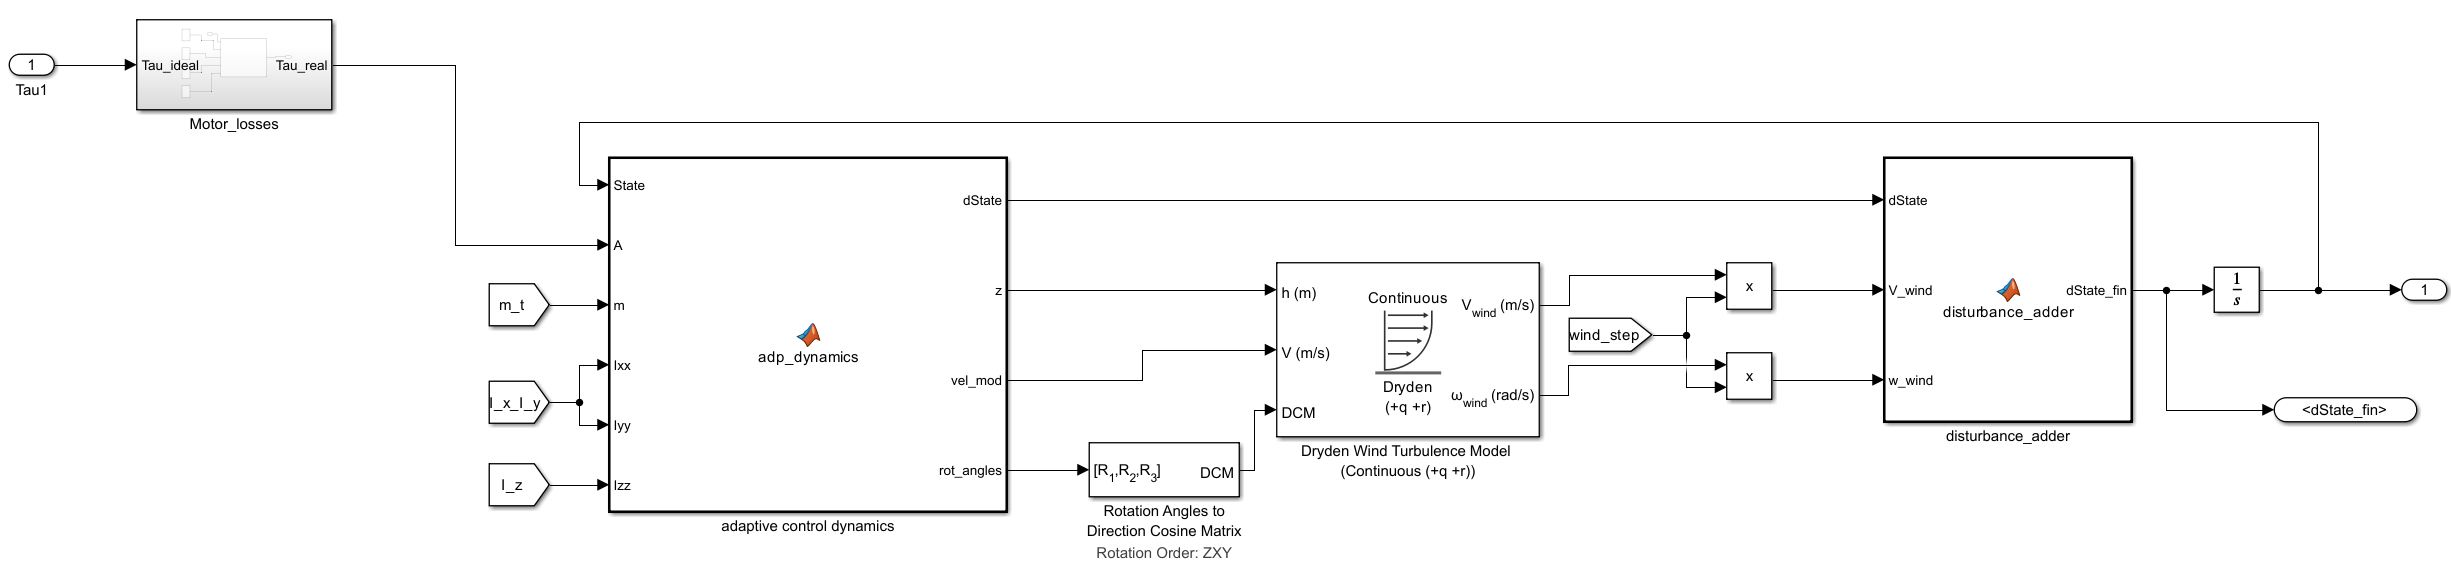 1
Tau1
Tau_ideal
Tau_real
Motor_losses
State
A
m
Ixx
Iyy
Izz
m_t
I_x_I_y
I_z
adp_dynamics
dState
z
vel_mod
rot_angles
adaptive control dynamics
[R1,R2,R3]
DCM
Rotation Angles to
Direction Cosine Matrix
Rotation Order: ZXY
h (m)
V (m/s)
DCM
Continuous
Dryden
(+q +r)
Vwind (m/s)
ωwind (rad/s)
Dryden Wind Turbulence Model
(Continuous (+q +r))
wind_step
x
x
dState
V_wind
w_wind
disturbance_adder
dState_fin
disturbance_adder
1
s
1
<dState_fin>